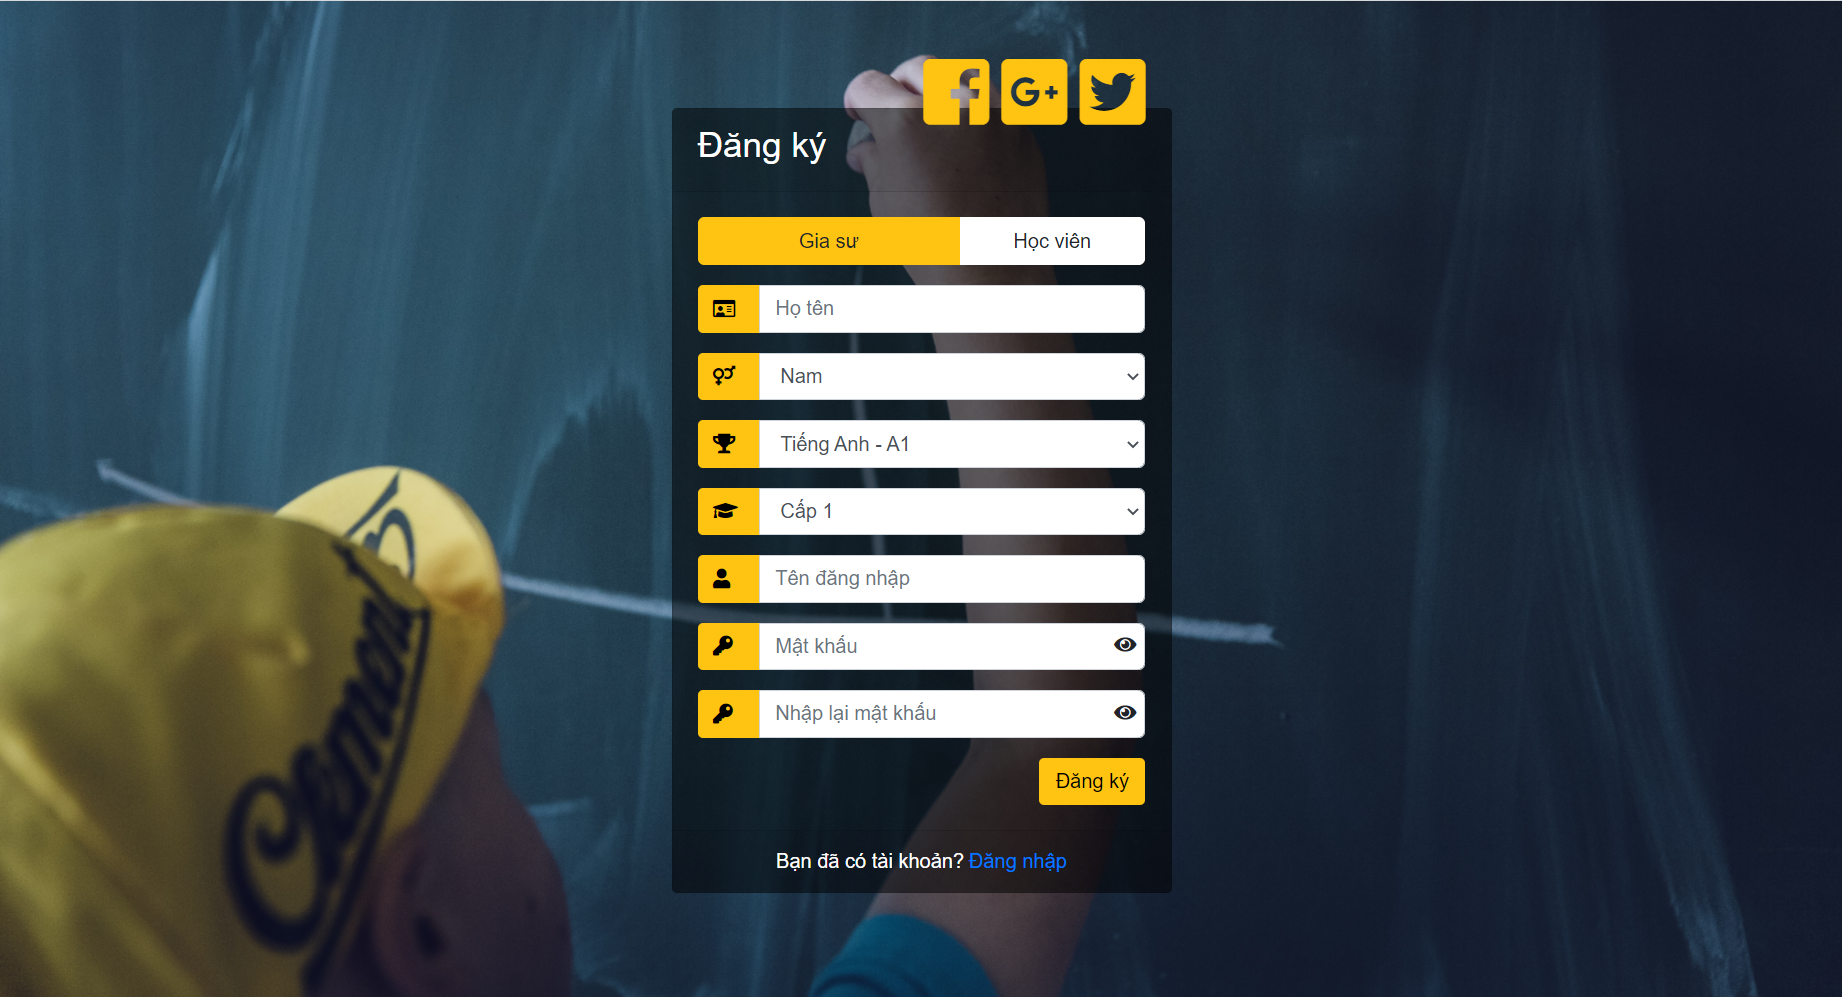 Đăng ký
Gia sư
Học viên
Họ tên
Nam
Tiếng Anh - A1
Cấp 1
Tên đăng nhập
Mật khẩu
Nhập lại mật khẩu
Đăng ký
Bạn đã có tài khoản? Đăng nhập